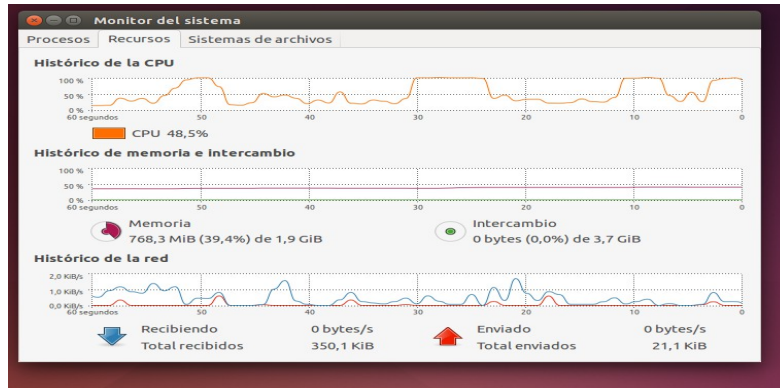 Monitor del sistema
Procesos Recursos Sistemas de archivos
Histórico de la CPU
100 %
50 %
0 %
60 segundos 50 40 30 20 10 0
CPU 48,5%
Histórico de memoria e intercambio
100 %
50 %
0 %
60 segundos 50 40 30 20 10 0
Memoria Intercambio
768,3 MiB (39,4%) de 1,9 GiB 0 bytes (0,0%) de 3,7 GiB
Histórico de la red
2,0 KiB/s
1,0 KiB/s
0,0 KiB/s
60 segundos 50 40 30 20 10 0
Recibiendo 0 bytes/s Enviado 0 bytes/s
Total recibidos 350,1 KiB Total enviados 21,1 KiB